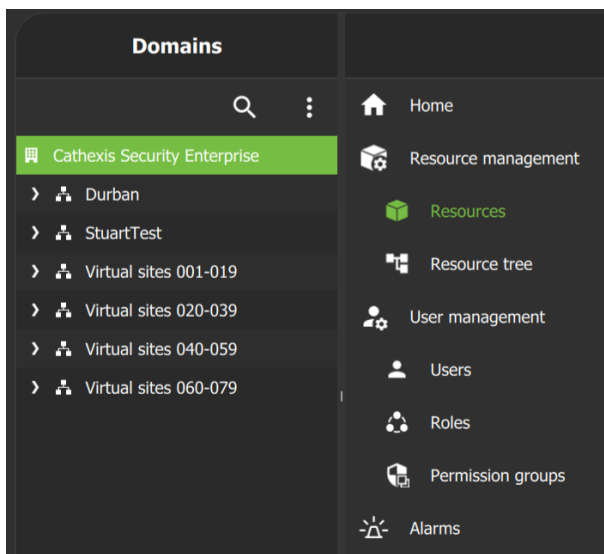 Domains
Cathexis Security Enterprise
Durban
StuartTest
Virtual sites 001-019
Virtual sites 020-039
Virtual sites 040-059
Virtual sites 060-079
Home
Resource management
Resources
Resource tree
User management
Users
Roles
Permission groups
Alarms